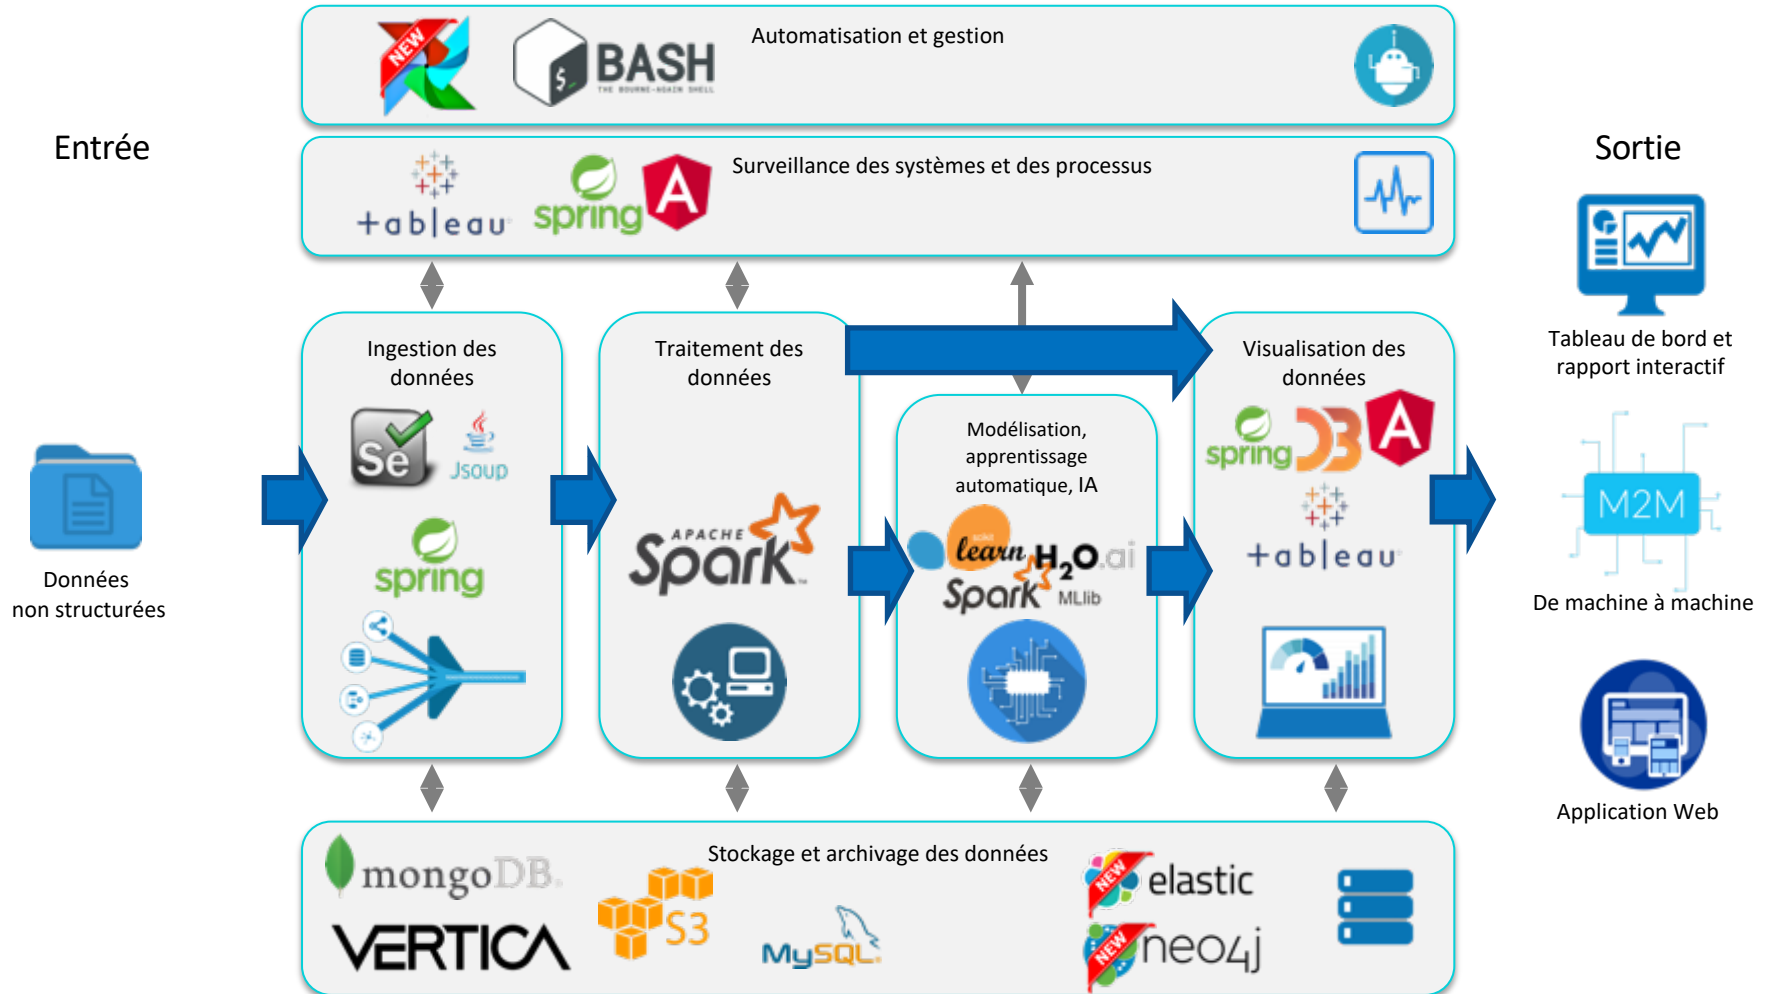 Automatisation et gestion
NEW
$_
BASH
THE BOURNE-AGAIN SHELL
Entrée
Sortie
Surveillance des systèmes et des processus
+ableau
spring
A
Ingestion des
données
Traitement des
données
Visualisation des
données
Tableau de bord et
rapport interactif
Se
Jsoup
spring
APACHE
Spark
TM
Modélisation,
apprentissage
automatique, IA
scikit
learn
H2O.ai
Spark
MLlib
spring
D3
A
+ableau
M2M
De machine à machine
Données
non structurées
Application Web
Stockage et archivage des données
mongoDB
VERTICA
S3
MySQL
NEW
elastic
NEW
neo4j